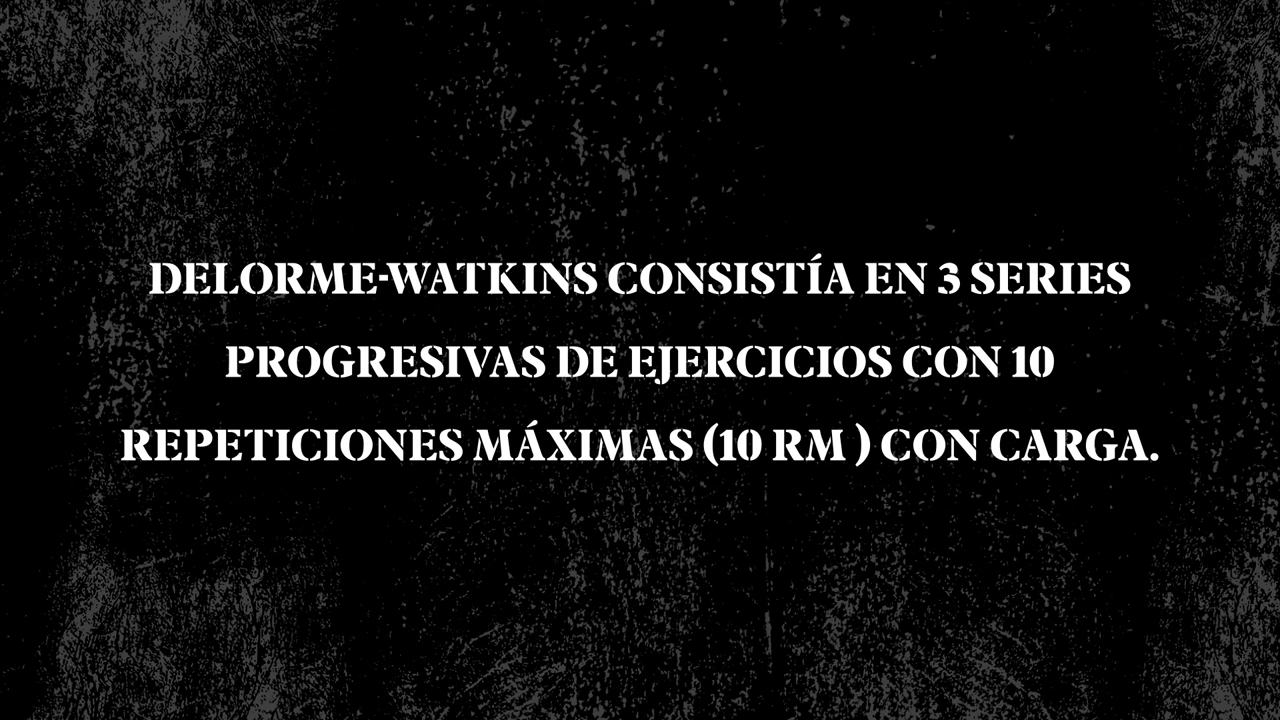 DELORME-WATKINS CONSISTÍA EN 3 SERIES
PROGRESIVAS DE EJERCICIOS CON 10
REPETICIONES MÁXIMAS (10 RM ) CON CARGA.